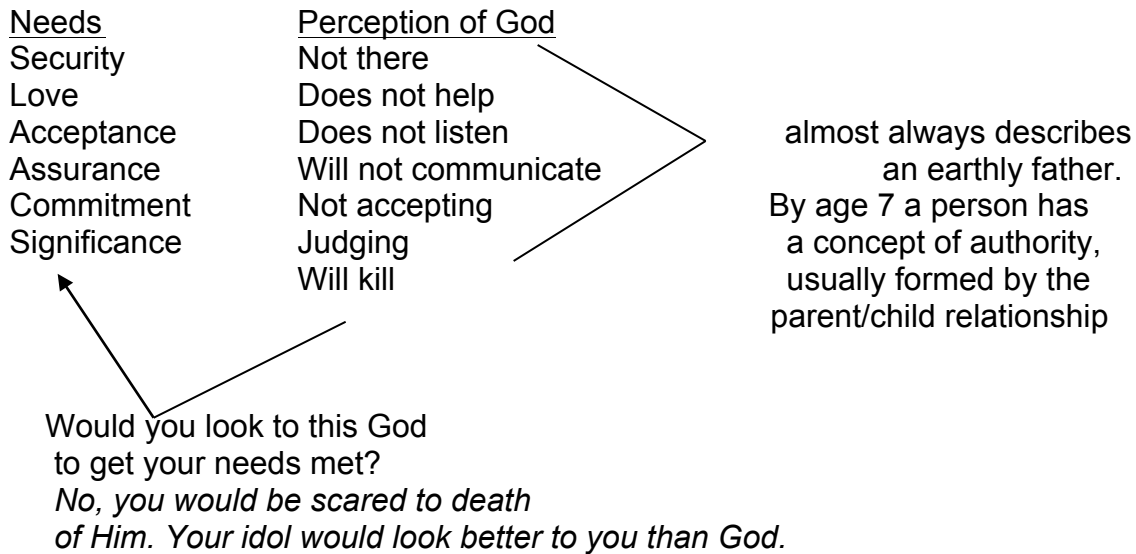 Needs Perception of God
Security Not there
Love Does not help
Acceptance Does not listen almost always describes
Assurance Will not communicate an earthly father.
Commitment Not accepting By age 7 a person has
Significance Judging a concept of authority,
Will kill usually formed by the
parent/child relationship
Would you look to this God
to get your needs met?
No, you would be scared to death
of Him. Your idol would look better to you than God.